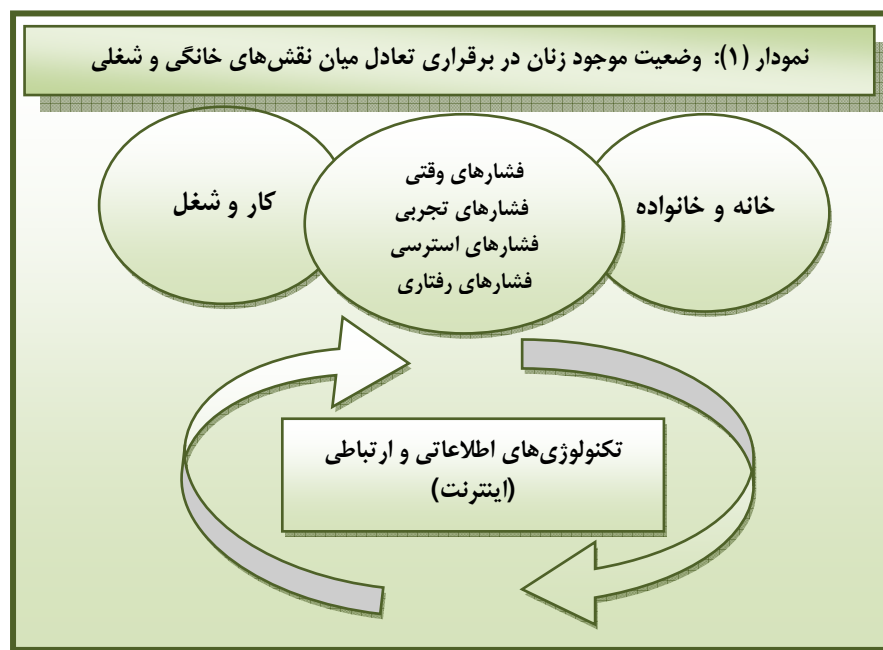 نمودار (۱): وضعیت موجود زنان در برقراری تعادل میان نقش‌های خانگی و شغلی
خانه و خانواده
فشارهای وقتی
فشارهای تجربی
فشارهای استرسی
فشارهای رفتاری
کار و شغل
تکنولوژی‌های اطلاعاتی و ارتباطی
(اینترنت)